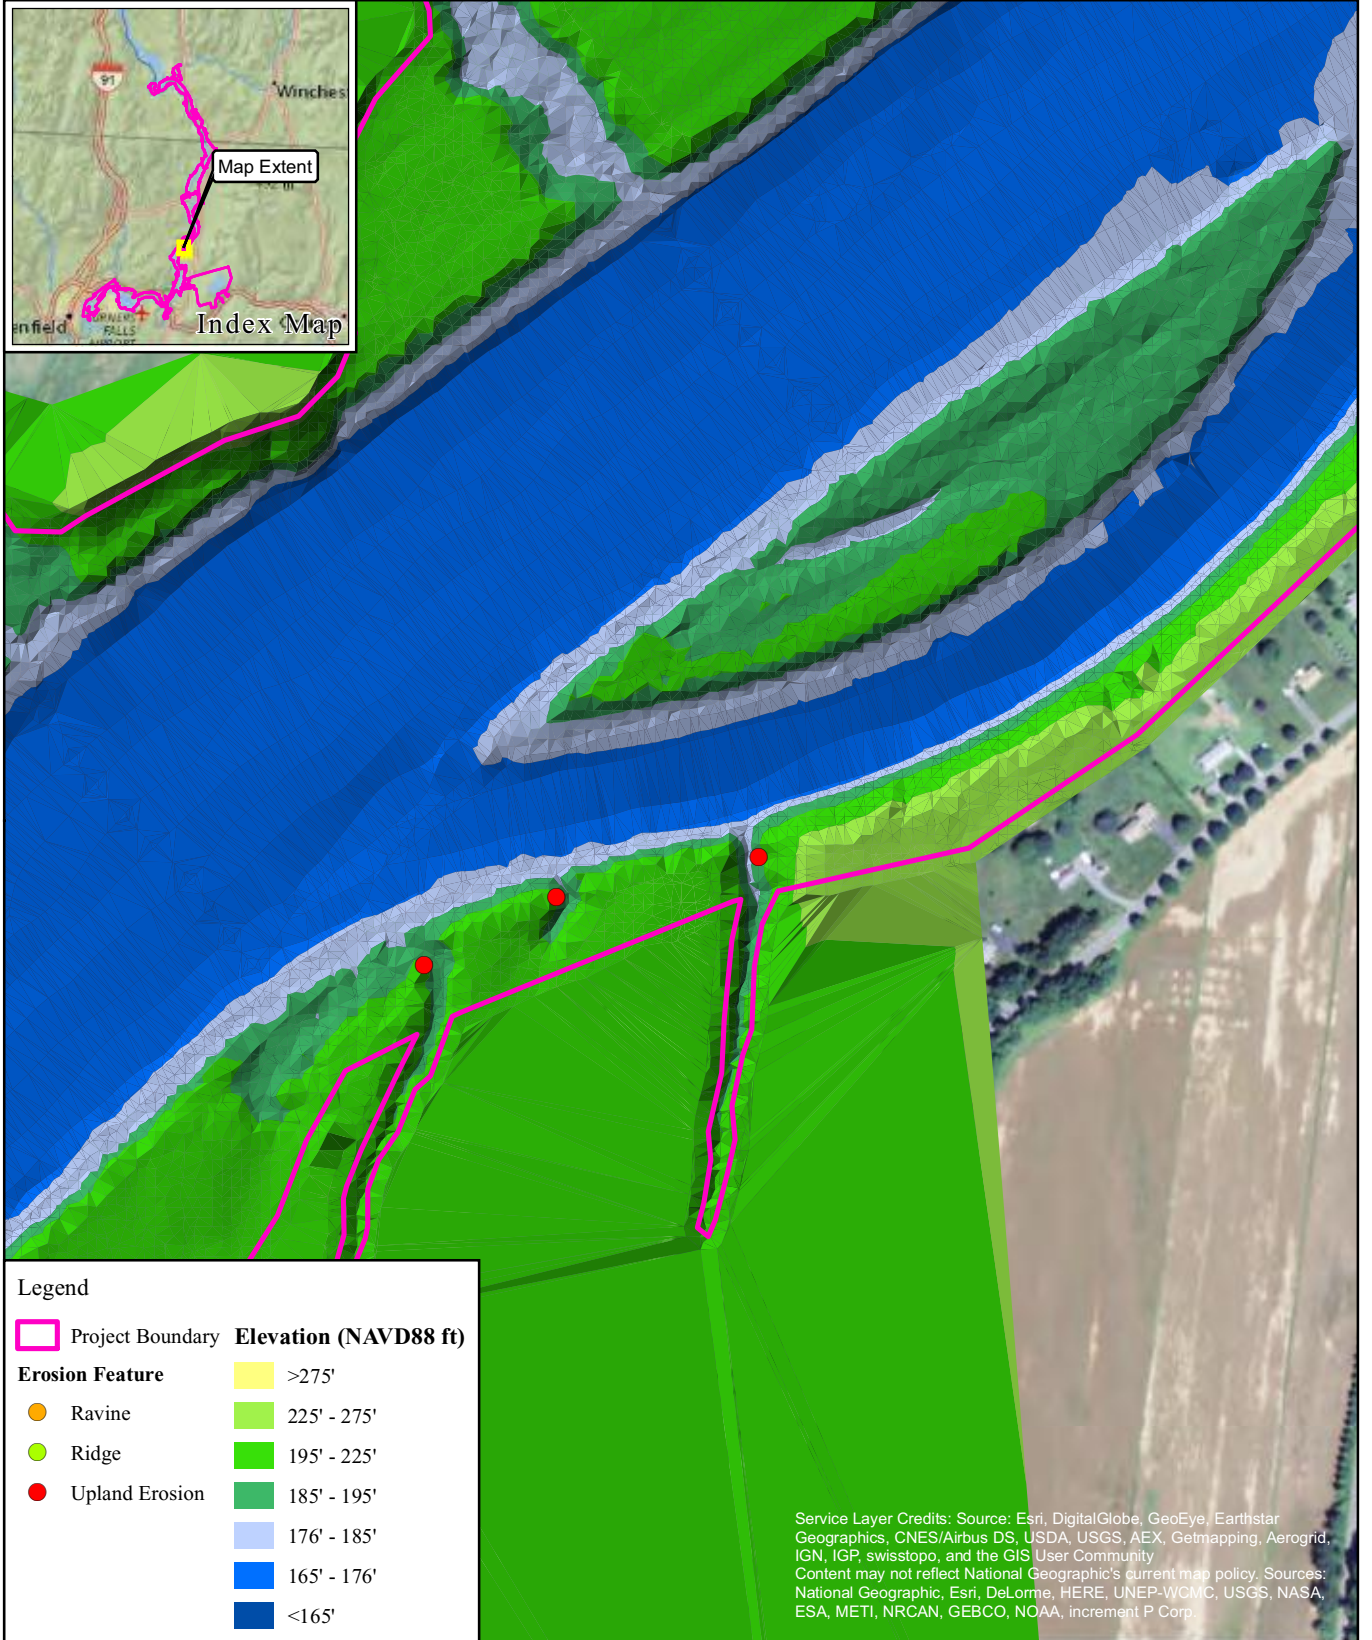 91
Winches
Map Extent
enfield
FALLS
Index Map
Legend
Project Boundary
Elevation (NAVD88 ft)
Erosion Feature
>275'
Ravine
225' - 275'
Ridge
195' - 225'
Upland Erosion
185' - 195'
176' - 185'
165' - 176'
<165'
Service Layer Credits: Source: Esri, DigitalGlobe, GeoEye, Earthstar
Geographics, CNES/Airbus DS, USDA, USGS, AEX, Getmapping, Aerogrid,
IGN, IGP, swisstopo, and the GIS User Community
Content may not reflect National Geographic's current map policy. Sources:
National Geographic, Esri, DeLorme, HERE, UNEP-WCMC, USGS, NASA,
ESA, METI, NRCAN, GEBCO, NOAA, increment P Corp.